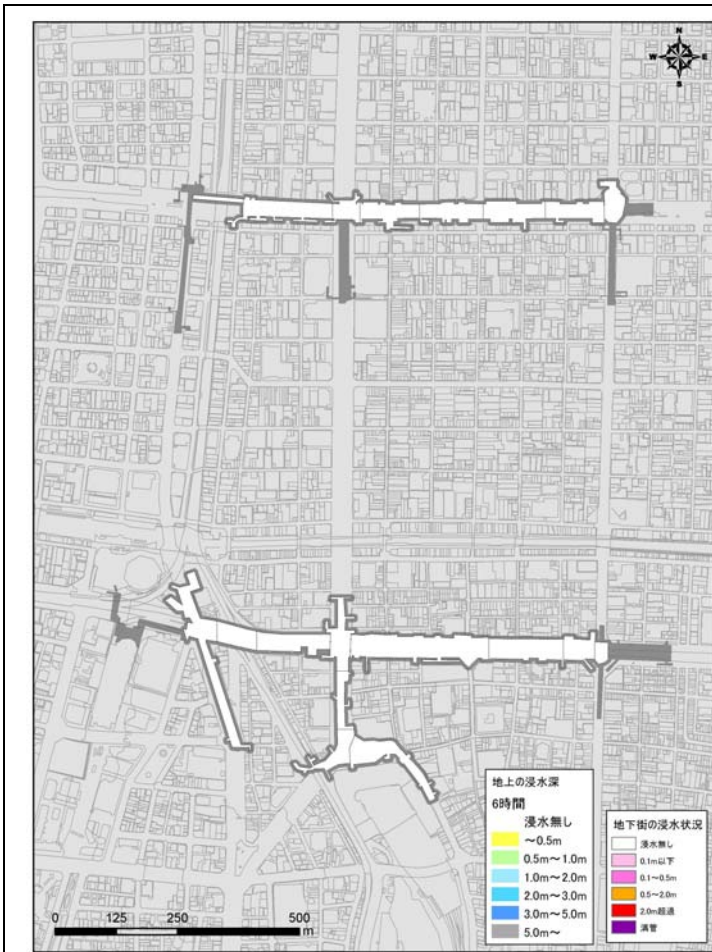 N
W E
S
地上の浸水深
6時間
浸水無し
～0.5m
0.5m～1.0m
1.0m～2.0m
2.0m～3.0m
3.0m～5.0m
5.0m～
地下街の浸水状況
浸水無し
0.1m以下
0.1～0.5m
0.5～2.0m
2.0m超過
満管
0 125 250 500
m